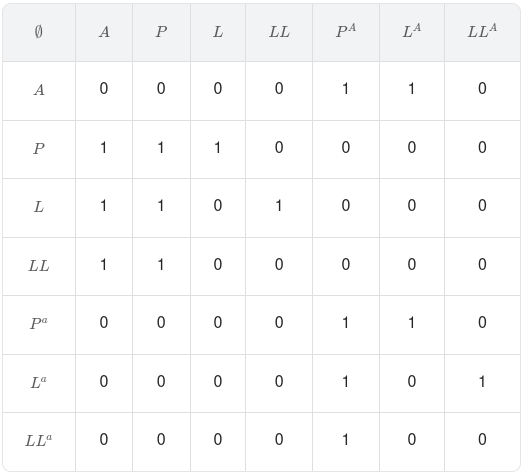 ∅ A P L LL P^A L^A LL^A
A 0 0 0 0 1 1 0
P 1 1 1 0 0 0 0
L 1 1 0 1 0 0 0
LL 1 1 0 0 0 0 0
P^a 0 0 0 0 1 1 0
L^a 0 0 0 0 1 0 1
LL^a 0 0 0 0 1 0 0